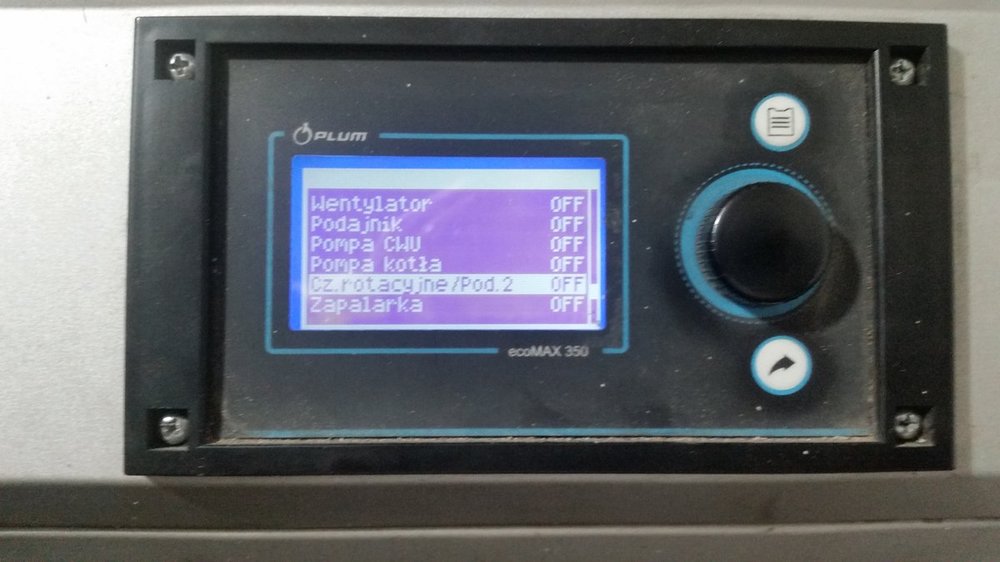 PLUM
Wentylator OFF
Podajnik OFF
Pompa CWU OFF
Pompa kotła OFF
Cz.rotacyjne/Pod.2 OFF
Zapalarka OFF
ecoMAX 350